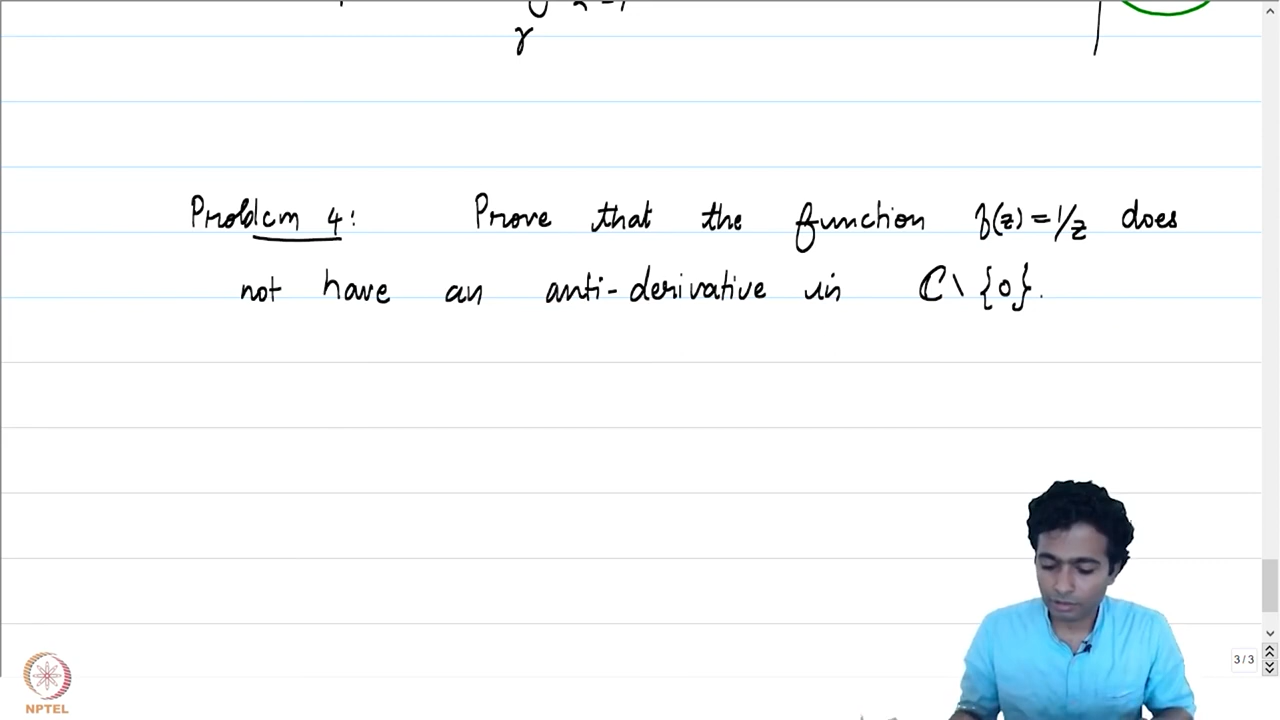 γ
Problem 4: Prove that the function f(z) = 1/z does
not have an anti-derivative in ℂ \ {0}.
3 / 3
NPTEL